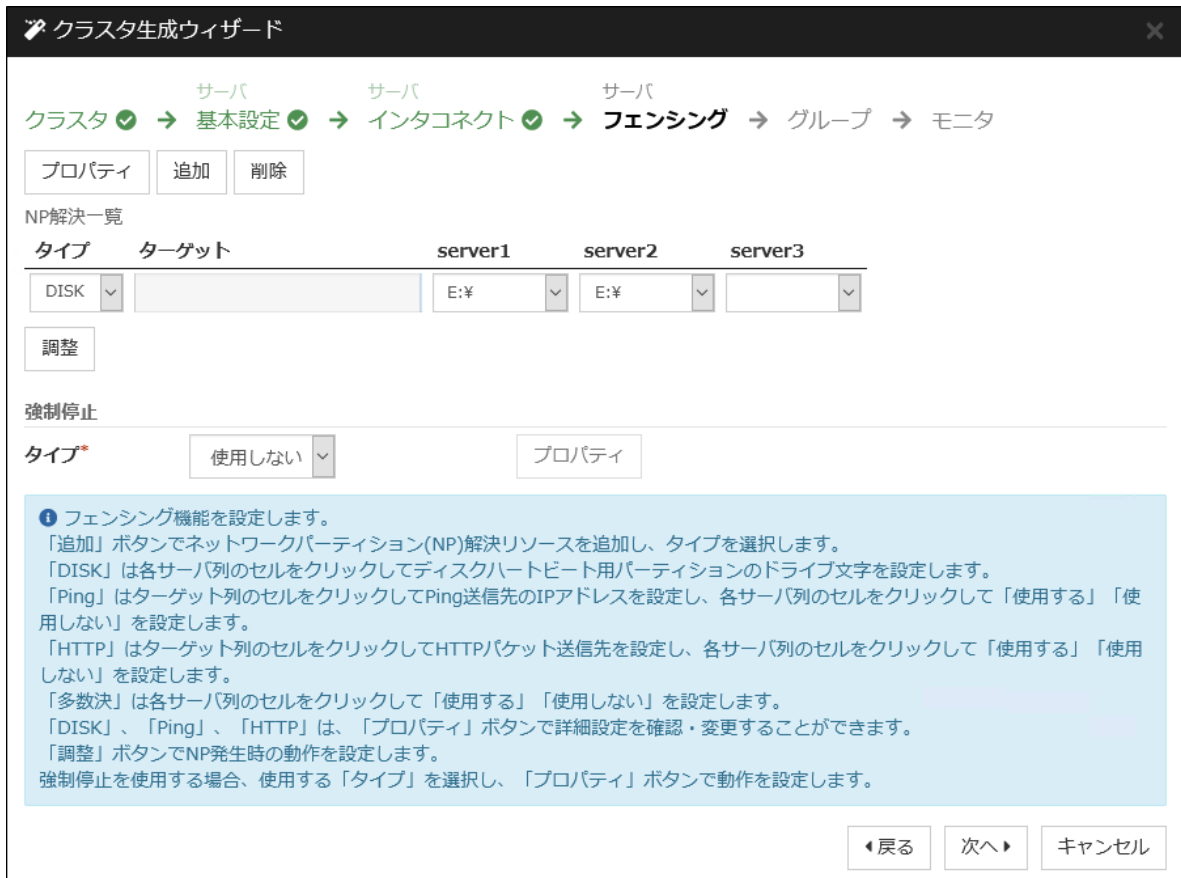 クラスタ生成ウィザード
サーバ サーバ サーバ
クラスタ → 基本設定 → インタコネクト → フェンシング → グループ → モニタ
プロパティ 追加 削除
NP解決一覧
タイプ ターゲット server1 server2 server3
DISK E:¥ E:¥
調整
強制停止
タイプ* 使用しない プロパティ
フェンシング機能を設定します。
「追加」ボタンでネットワークパーティション(NP)解決リソースを追加し、タイプを選択します。
「DISK」は各サーバ列のセルをクリックしてディスクハートビート用パーティションのドライブ文字を設定します。
「Ping」はターゲット列のセルをクリックしてPing送信先のIPアドレスを設定し、各サーバ列のセルをクリックして「使用する」「使
用しない」を設定します。
「HTTP」はターゲット列のセルをクリックしてHTTPパケット送信先を設定し、各サーバ列のセルをクリックして「使用する」「使用
しない」を設定します。
「多数決」は各サーバ列のセルをクリックして「使用する」「使用しない」を設定します。
「DISK」、「Ping」、「HTTP」は、「プロパティ」ボタンで詳細設定を確認・変更することができます。
「調整」ボタンでNP発生時の動作を設定します。
強制停止を使用する場合、使用する「タイプ」を選択し、「プロパティ」ボタンで動作を設定します。
戻る 次へ キャンセル